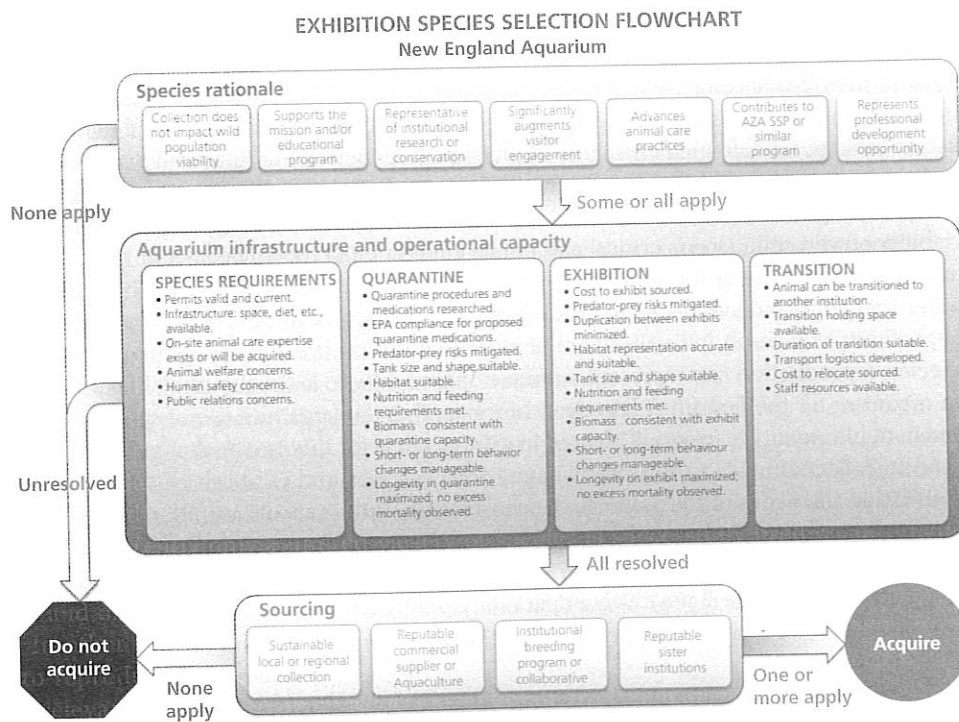 EXHIBITION SPECIES SELECTION FLOWCHART
New England Aquarium
Species rationale
Collection does
not impact wild
population
viability
Supports the
mission and/or
educational
program
Representative
of institutional
research or
conservation
Significantly
augments
visitor
engagement
Advances
animal care
practices
Contributes to
AZA SSP or
similar
program
Represents
professional
development
opportunity
None apply
Some or all apply
Aquarium infrastructure and operational capacity
SPECIES REQUIREMENTS
• Permits valid and current.
• Infrastructure: space, diet, etc.,
available.
• On-site animal care expertise
exists or will be acquired.
• Animal welfare concerns.
• Human safety concerns.
• Public relations concerns.
QUARANTINE
• Quarantine procedures and
medications researched.
• EPA compliance for proposed
quarantine medications.
• Predator-prey risks mitigated.
• Tank size and shape suitable.
• Habitat suitable.
• Nutrition and feeding
requirements met.
• Biomass consistent with
quarantine capacity.
• Short- or long-term behavior
changes manageable.
• Longevity in quarantine
maximized; no excess
mortality observed.
EXHIBITION
• Cost to exhibit sourced.
• Predator-prey risks mitigated.
• Duplication between exhibits
minimized.
• Habitat representation accurate
and suitable.
• Tank size and shape suitable.
• Nutrition and feeding
requirements met.
• Biomass consistent with exhibit
capacity.
• Short- or long-term behaviour
changes manageable.
• Longevity on exhibit maximized;
no excess mortality observed.
TRANSITION
• Animal can be transitioned to
another institution.
• Transition holding space
available.
• Duration of transition suitable.
• Transport logistics developed.
• Cost to relocate sourced.
• Staff resources available.
Unresolved
All resolved
Sourcing
Sustainable
local or regional
collection
Reputable
commercial
supplier or
Aquaculture
Institutional
breeding
program or
collaborative
Reputable
sister
institutions
Do not
acquire
None
apply
One or
more apply
Acquire